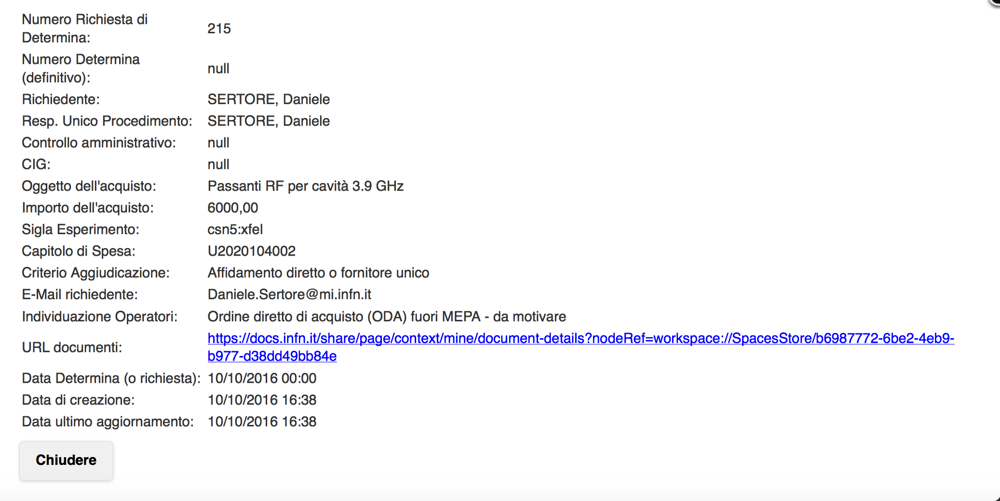 Numero Richiesta di
Determina:
215
Numero Determina
(definitivo):
null
Richiedente: SERTORE, Daniele
Resp. Unico Procedimento: SERTORE, Daniele
Controllo amministrativo: null
CIG: null
Oggetto dell'acquisto: Passanti RF per cavità 3.9 GHz
Importo dell'acquisto: 6000,00
Sigla Esperimento: csn5:xfel
Capitolo di Spesa: U2020104002
Criterio Aggiudicazione: Affidamento diretto o fornitore unico
E-Mail richiedente: Daniele.Sertore@mi.infn.it
Individuazione Operatori: Ordine diretto di acquisto (ODA) fuori MEPA - da motivare
URL documenti:
https://docs.infn.it/share/page/context/mine/document-details?nodeRef=workspace://SpacesStore/b6987772-6be2-4eb9-
b977-d38dd49bb84e
Data Determina (o richiesta): 10/10/2016 00:00
Data di creazione: 10/10/2016 16:38
Data ultimo aggiornamento: 10/10/2016 16:38
Chiudere